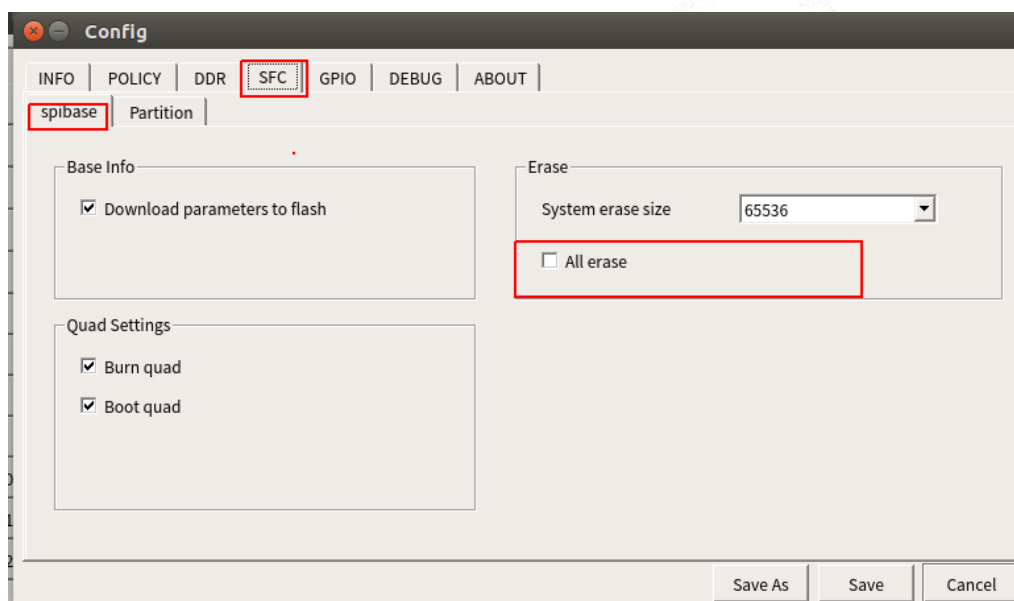 Config
INFO POLICY DDR SFC GPIO DEBUG ABOUT
spibase Partition
Base Info
Download parameters to flash
Erase
System erase size 65536
All erase
Quad Settings
Burn quad
Boot quad
Save As Save Cancel